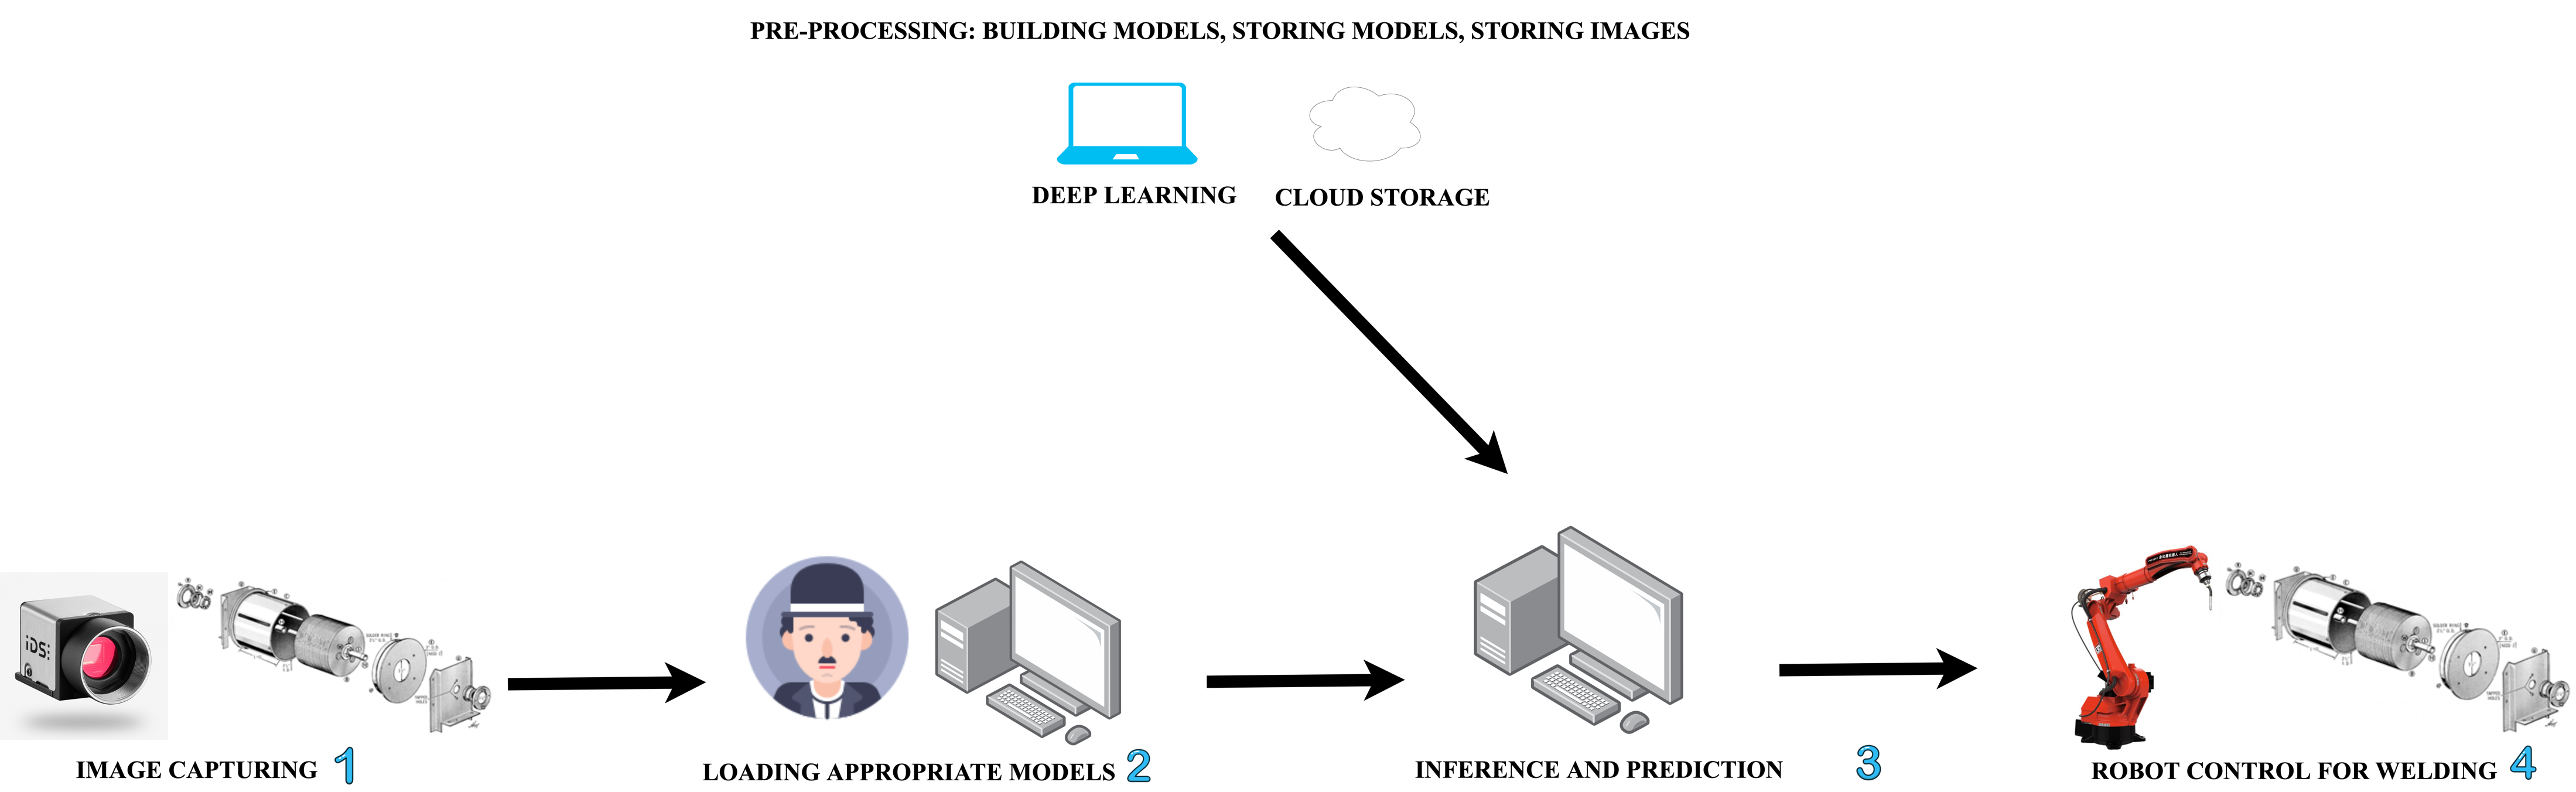 PRE-PROCESSING: BUILDING MODELS, STORING MODELS, STORING IMAGES
DEEP LEARNING
CLOUD STORAGE
iDS:
IMAGE CAPTURING 1
LOADING APPROPRIATE MODELS 2
INFERENCE AND PREDICTION 3
ROBOT CONTROL FOR WELDING 4